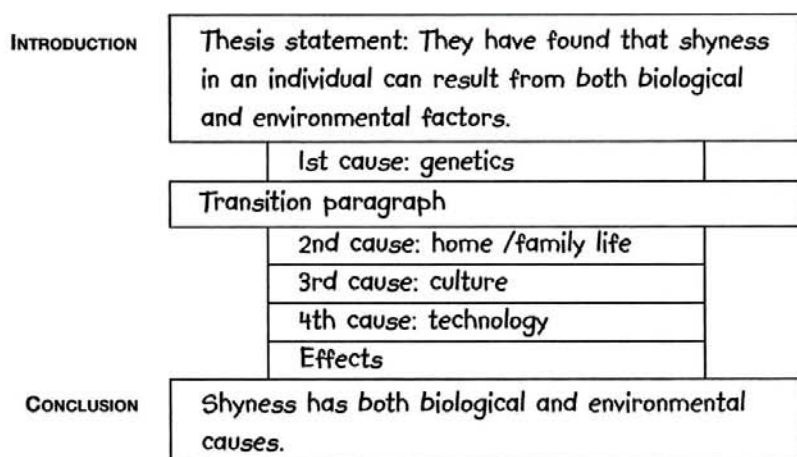 INTRODUCTION
Thesis statement: They have found that shyness
in an individual can result from both biological
and environmental factors.
1st cause: genetics
Transition paragraph
2nd cause: home /family life
3rd cause: culture
4th cause: technology
Effects
CONCLUSION
Shyness has both biological and environmental
causes.